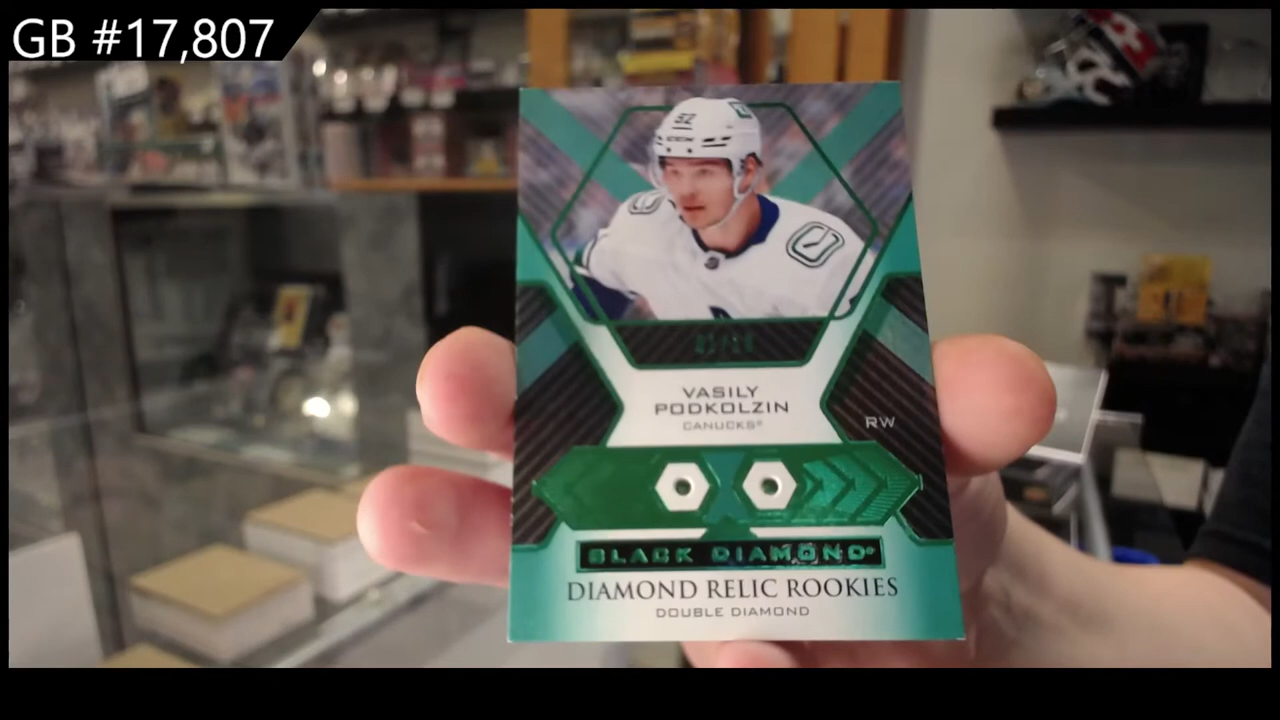 GB #17,807
VASILY
PODKOLZIN
CANUCKS®
RW
BLACK DIAMOND®
DIAMOND RELIC ROOKIES
DOUBLE DIAMOND